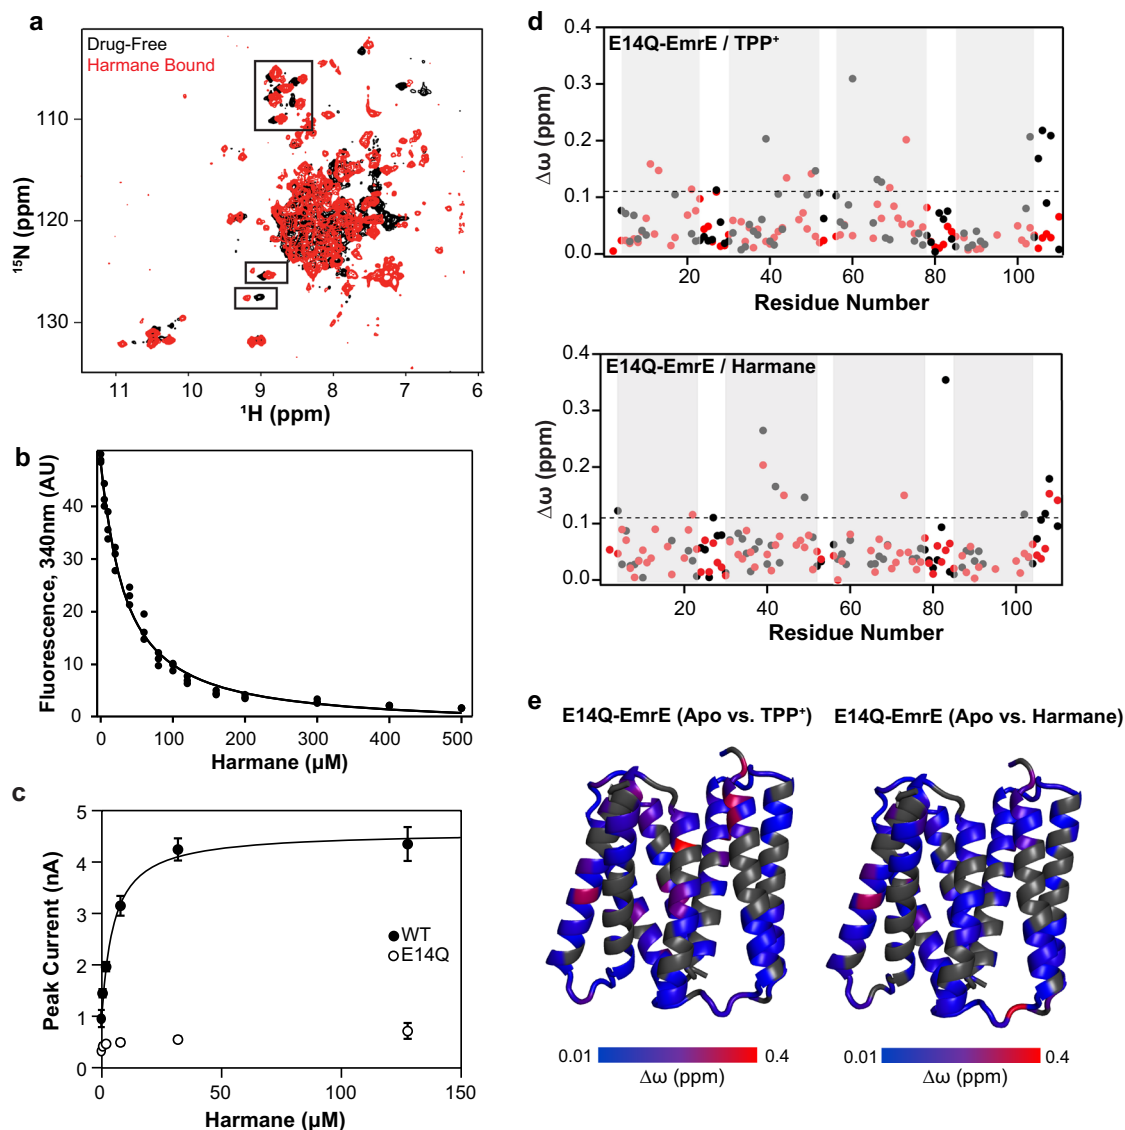 a
Drug-Free
Harmane Bound
110
120
130
¹⁵N (ppm)
11 10 9 8 7 6
¹H (ppm)
b
Fluorescence, 340nm (AU)
40
30
20
10
0
0 100 200 300 400 500
Harmane (μM)
c
Peak Current (nA)
5
4
3
2
1
0
WT
E14Q
0 50 100 150
Harmane (μM)
d
E14Q-EmrE / TPP⁺
Δω (ppm)
0.4
0.3
0.2
0.1
0.0
20 40 60 80 100
Residue Number
E14Q-EmrE / Harmane
Δω (ppm)
0.4
0.3
0.2
0.1
0.0
20 40 60 80 100
Residue Number
e
E14Q-EmrE (Apo vs. TPP⁺) E14Q-EmrE (Apo vs. Harmane)
0.01 0.4 0.01 0.4
Δω (ppm) Δω (ppm)